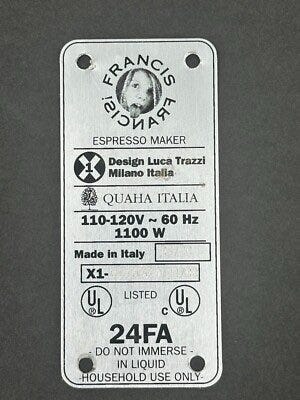 FRANCIS
FRANCIS!
ESPRESSO MAKER
X1 Design Luca Trazzi
Milano Italia
QUAHA ITALIA
110-120V ~ 60 Hz
1100 W
Made in Italy
X1-
UL LISTED C UL
24FA
- DO NOT IMMERSE -
IN LIQUID
-HOUSEHOLD USE ONLY-